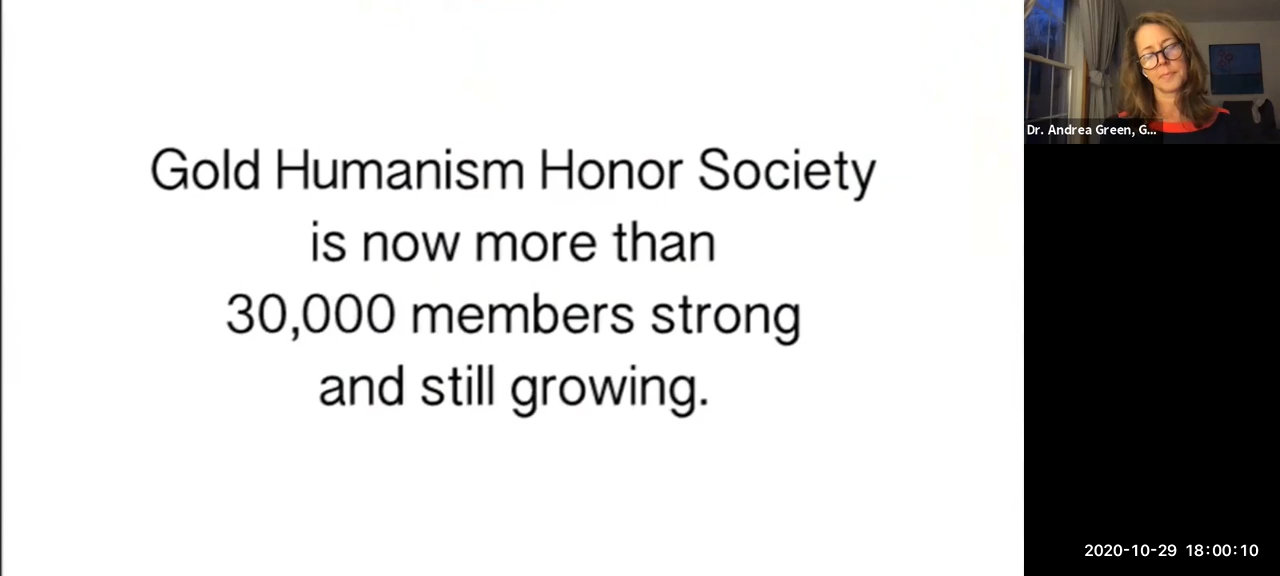 Gold Humanism Honor Society
is now more than
30,000 members strong
and still growing.
Dr. Andrea Green, G...
2020-10-29 18:00:10